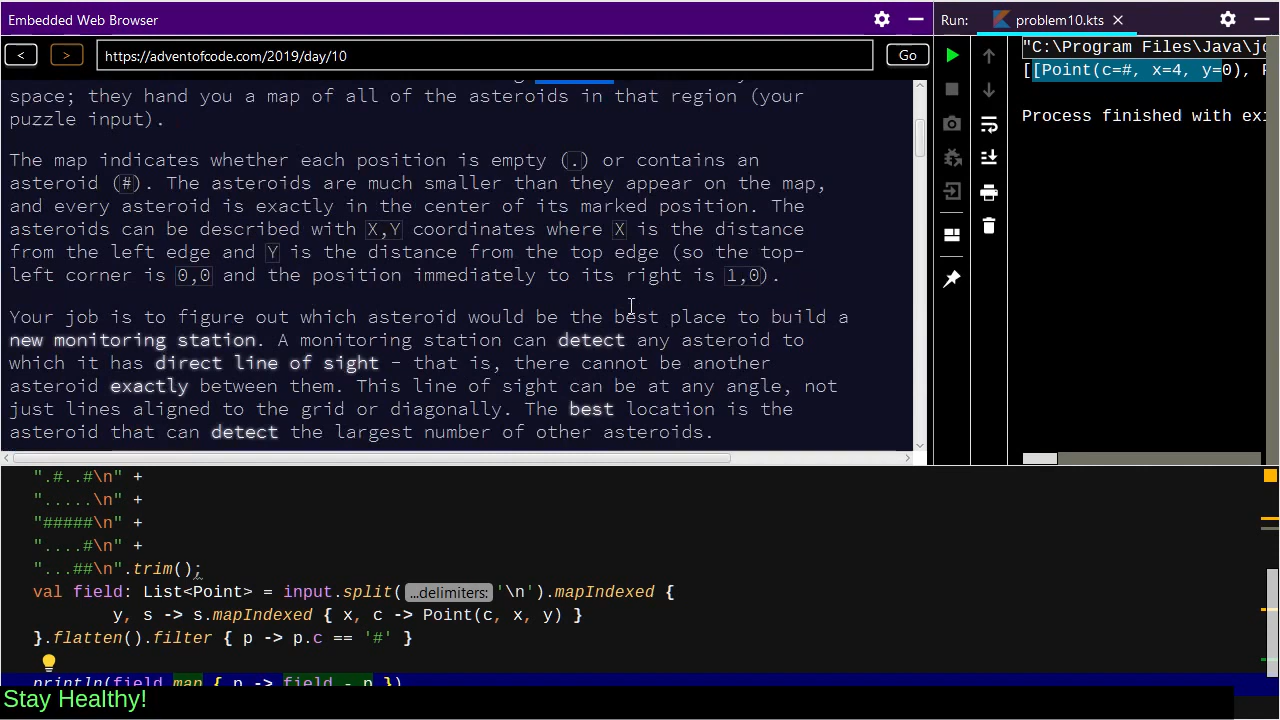 Embedded Web Browser
<
>
https://adventofcode.com/2019/day/10
Go
space; they hand you a map of all of the asteroids in that region (your
puzzle input).
The map indicates whether each position is empty (.) or contains an
asteroid (#). The asteroids are much smaller than they appear on the map,
and every asteroid is exactly in the center of its marked position. The
asteroids can be described with X,Y coordinates where X is the distance
from the left edge and Y is the distance from the top edge (so the top-
left corner is 0,0 and the position immediately to its right is 1,0).
Your job is to figure out which asteroid would be the best place to build a
new monitoring station. A monitoring station can detect any asteroid to
which it has direct line of sight - that is, there cannot be another
asteroid exactly between them. This line of sight can be at any angle, not
just lines aligned to the grid or diagonally. The best location is the
asteroid that can detect the largest number of other asteroids.
Run: problem10.kts
"C:\Program Files\Java\jd
[[Point(c=#, x=4, y=0), P
Process finished with exi
".#..#\n" +
".....\n" +
"#####\n" +
"....#\n" +
"...##\n".trim();
val field: List<Point> = input.split( ...delimiters: '\n').mapIndexed {
y, s -> s.mapIndexed { x, c -> Point(c, x, y) }
}.flatten().filter { p -> p.c == '#' }
println(field.map { p -> field - p })
Stay Healthy!